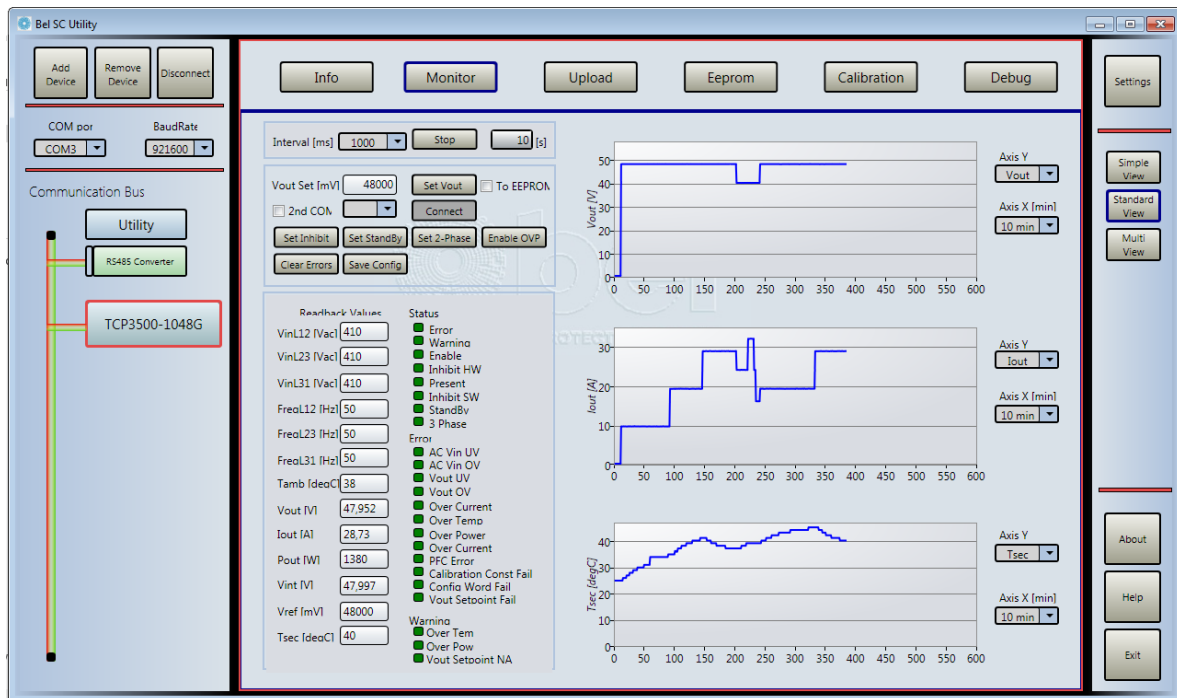 Bel SC Utility
Add Device
Remove Device
Disconnect
COM por
BaudRate
COM3
921600
Communication Bus
Utility
RS485 Converter
TCP3500-1048G
Info
Monitor
Upload
Eeprom
Calibration
Debug
Interval [ms]
1000
Stop
10
[s]
Vout Set [mV]
48000
Set Vout
To EEPROM
2nd COM
Connect
Set Inhibit
Set StandBy
Set 2-Phase
Enable OVP
Clear Errors
Save Config
Readback Values
VinL12 [Vac]
410
VinL23 [Vac]
410
VinL31 [Vac]
410
FreqL12 [Hz]
50
FreqL23 [Hz]
50
FreqL31 [Hz]
50
Tamb [degC]
38
Vout [V]
47,952
Iout [A]
28,73
Pout [W]
1380
Vint [V]
47,997
Vref [mV]
48000
Tsec [degC]
40
Status
Error
Warning
Enable
Inhibit HW
Present
Inhibit SW
StandBy
3 Phase
Error
AC Vin UV
AC Vin OV
Vout UV
Vout OV
Over Current
Over Temp
Over Power
Over Current
PFC Error
Calibration Const Fail
Config Word Fail
Vout Setpoint Fail
Warning
Over Tem
Over Pow
Vout Setpoint NA
Vout [V]
50
40
30
20
10
0
0 50 100 150 200 250 300 350 400 450 500 550 600
Axis Y
Vout
Axis X [min]
10 min
Iout [A]
30
20
10
0
0 50 100 150 200 250 300 350 400 450 500 550 600
Axis Y
Iout
Axis X [min]
10 min
Tsec [degC]
40
30
20
10
0
0 50 100 150 200 250 300 350 400 450 500 550 600
Axis Y
Tsec
Axis X [min]
10 min
Settings
Simple View
Standard View
Multi View
About
Help
Exit